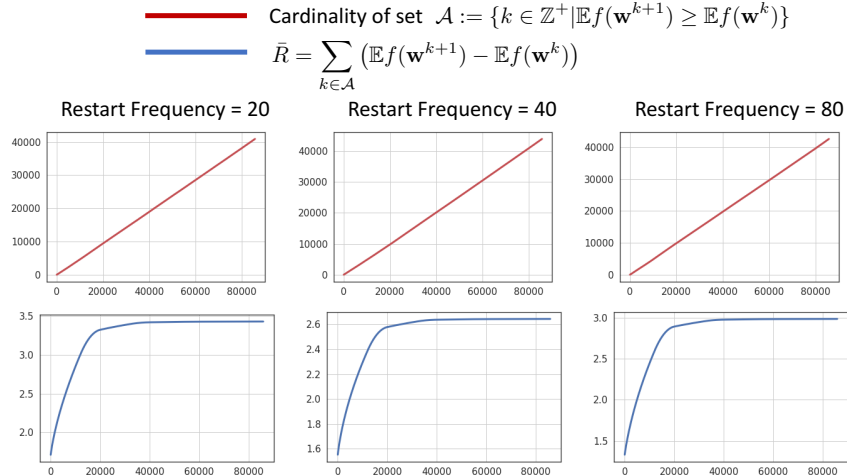 Cardinality of set 𝒜 := {k ∈ ℤ⁺|𝔼f(𝐰ᵏ⁺¹) ≥ 𝔼f(𝐰ᵏ)}
R̄ = ∑_{k∈𝒜} (𝔼f(𝐰ᵏ⁺¹) − 𝔼f(𝐰ᵏ))
Restart Frequency = 20 Restart Frequency = 40 Restart Frequency = 80
40000 40000 40000
30000 30000 30000
20000 20000 20000
10000 10000 10000
0 0 0
0 20000 40000 60000 80000 0 20000 40000 60000 80000 0 20000 40000 60000 80000
3.5 2.6 3.0
3.0 2.4 2.5
2.5 2.2 2.0
2.0 2.0 1.5
1.8
1.6
0 20000 40000 60000 80000 0 20000 40000 60000 80000 0 20000 40000 60000 80000